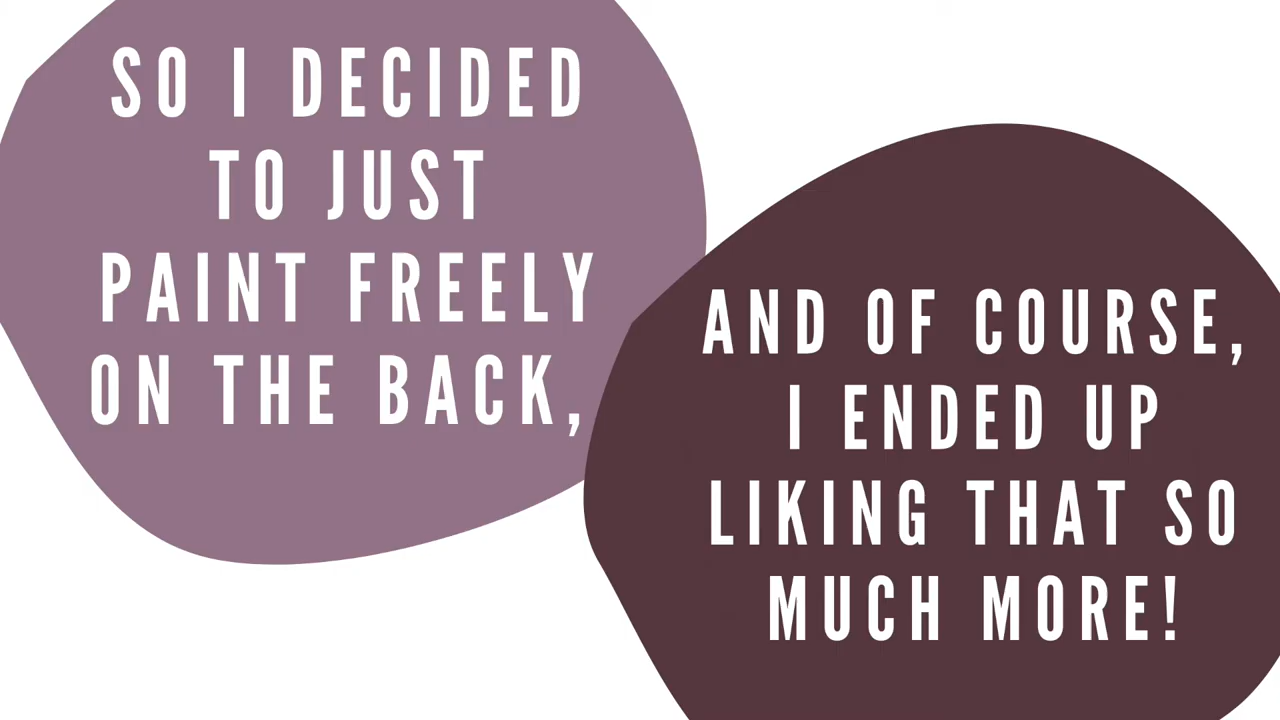 SO I DECIDED
TO JUST
PAINT FREELY
ON THE BACK,
AND OF COURSE,
I ENDED UP
LIKING THAT SO
MUCH MORE!